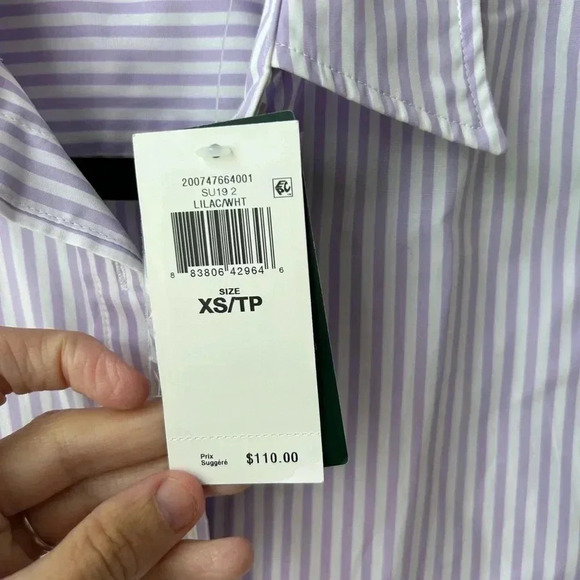 200747664001
SU19 2
LILAC/WHT
8 83806 42964 6
SIZE
XS/TP
Prix
Suggéré $110.00